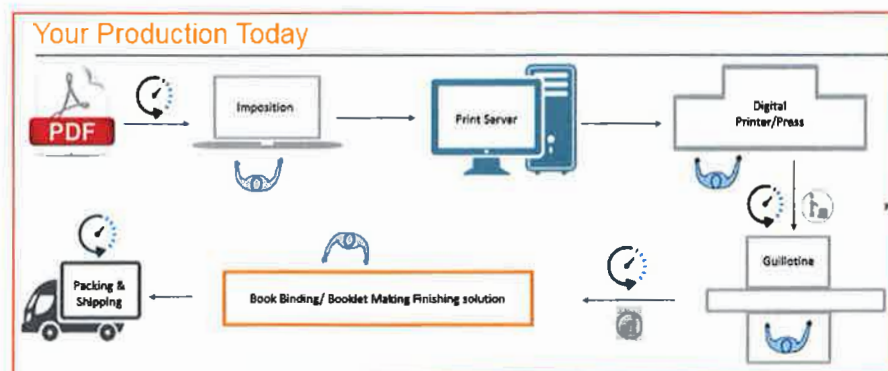 Your Production Today
PDF
Imposition
Print Server
Digital
Printer/Press
Guillotine
Book Binding/ Booklet Making Finishing solution
Packing &
Shipping